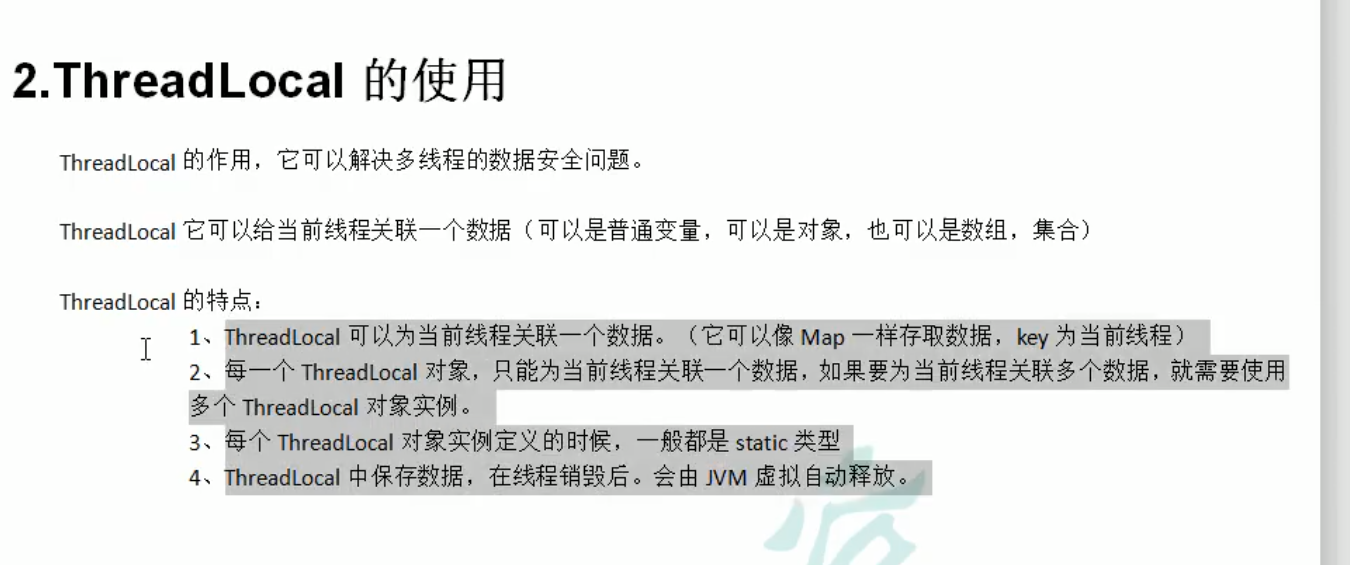 2.ThreadLocal 的使用
ThreadLocal 的作用，它可以解决多线程的数据安全问题。
ThreadLocal 它可以给当前线程关联一个数据（可以是普通变量，可以是对象，也可以是数组，集合）
ThreadLocal 的特点：
1、ThreadLocal 可以为当前线程关联一个数据。（它可以像 Map 一样存取数据，key 为当前线程）
2、每一个 ThreadLocal 对象，只能为当前线程关联一个数据，如果要为当前线程关联多个数据，就需要使用
多个 ThreadLocal 对象实例。
3、每个 ThreadLocal 对象实例定义的时候，一般都是 static 类型
4、ThreadLocal 中保存数据，在线程销毁后。会由 JVM 虚拟自动释放。